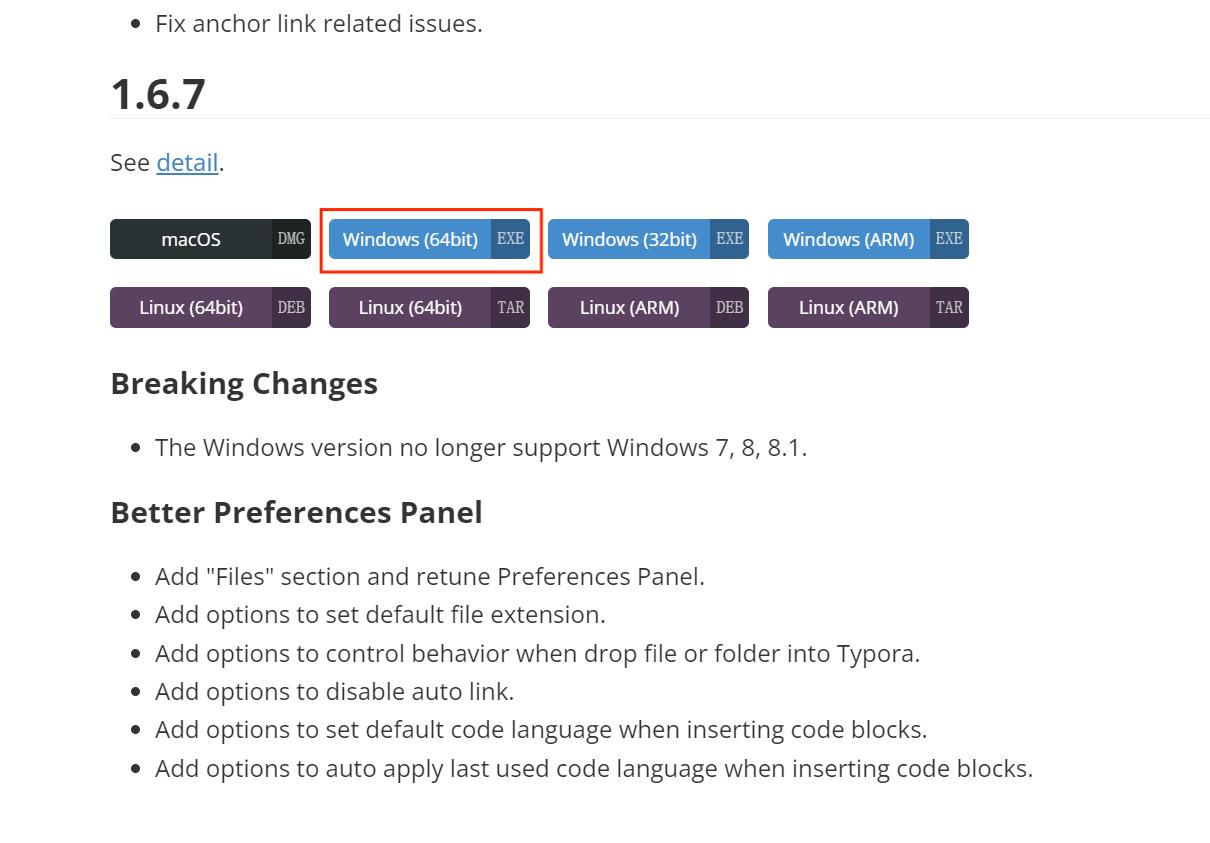 Fix anchor link related issues.
1.6.7
See detail.
macOS DMG Windows (64bit) EXE Windows (32bit) EXE Windows (ARM) EXE
Linux (64bit) DEB Linux (64bit) TAR Linux (ARM) DEB Linux (ARM) TAR
Breaking Changes
The Windows version no longer support Windows 7, 8, 8.1.
Better Preferences Panel
Add "Files" section and retune Preferences Panel.
Add options to set default file extension.
Add options to control behavior when drop file or folder into Typora.
Add options to disable auto link.
Add options to set default code language when inserting code blocks.
Add options to auto apply last used code language when inserting code blocks.